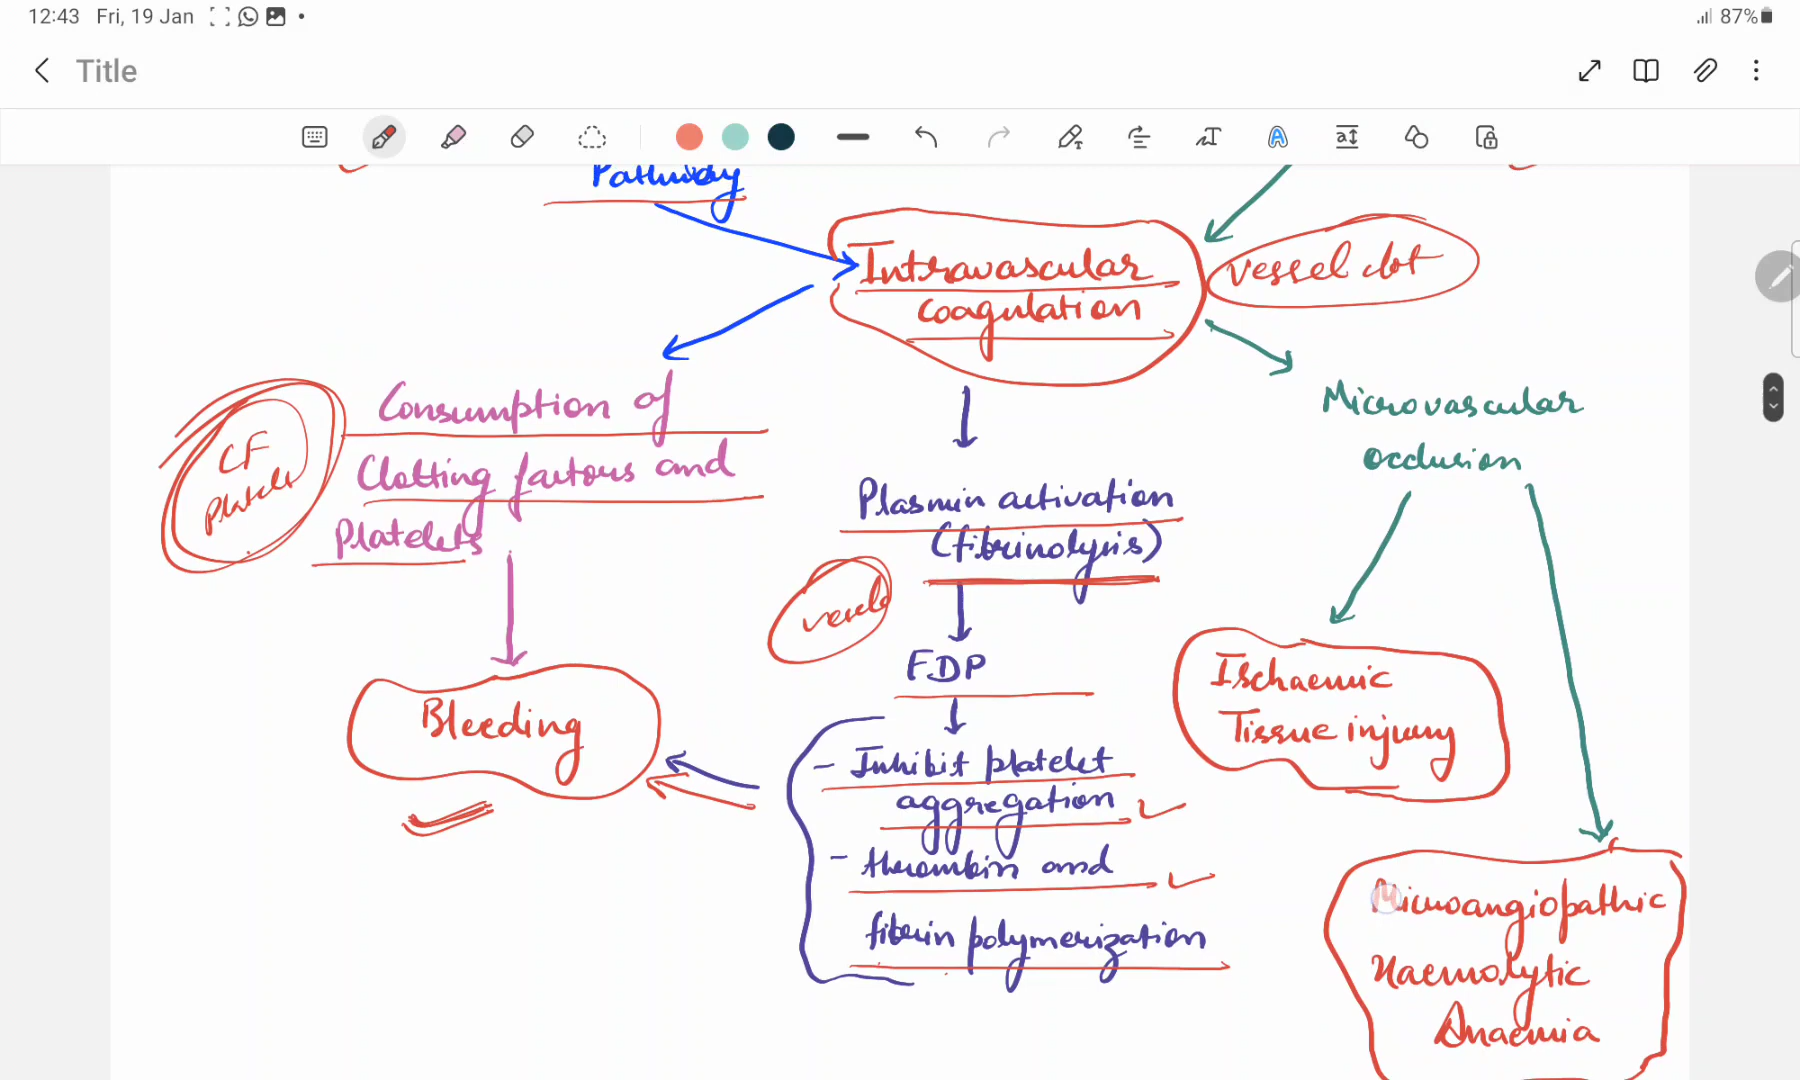 12:43 Fri, 19 Jan
87%
Title
Pathway
Intravascular
coagulation
vessel clot
Consumption of
Clotting factors and
Platelets
CF
platelet
Plasmin activation
(fibrinolysis)
Microvascular
occlusion
FDP
Bleeding
- Inhibit platelet
aggregation
- thrombin and
fibrin polymerization
Ischaemic
Tissue injury
Microangiopathic
Haemolytic
Anaemia